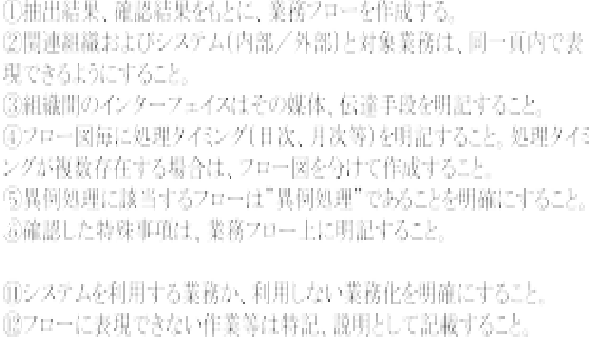 ①抽出結果、確認結果をもとに、業務フローを作成する。
②関連組織およびシステム(内部／外部)と対象業務は、同一頁内で表
現できるようにすること。
③組織間のインターフェイスはその媒体、伝達手段を明記すること。
④フロー図毎に処理タイミング(日次、月次等)を明記すること。処理タイミ
ングが複数存在する場合は、フロー図を分けて作成すること。
⑤異例処理に該当するフローは"異例処理"であることを明確にすること。
⑥確認した特殊事項は、業務フロー上に明記すること。
⑪システムを利用する業務か、利用しない業務化を明確にすること。
⑫フローに表現できない作業等は特記、説明として記載すること。